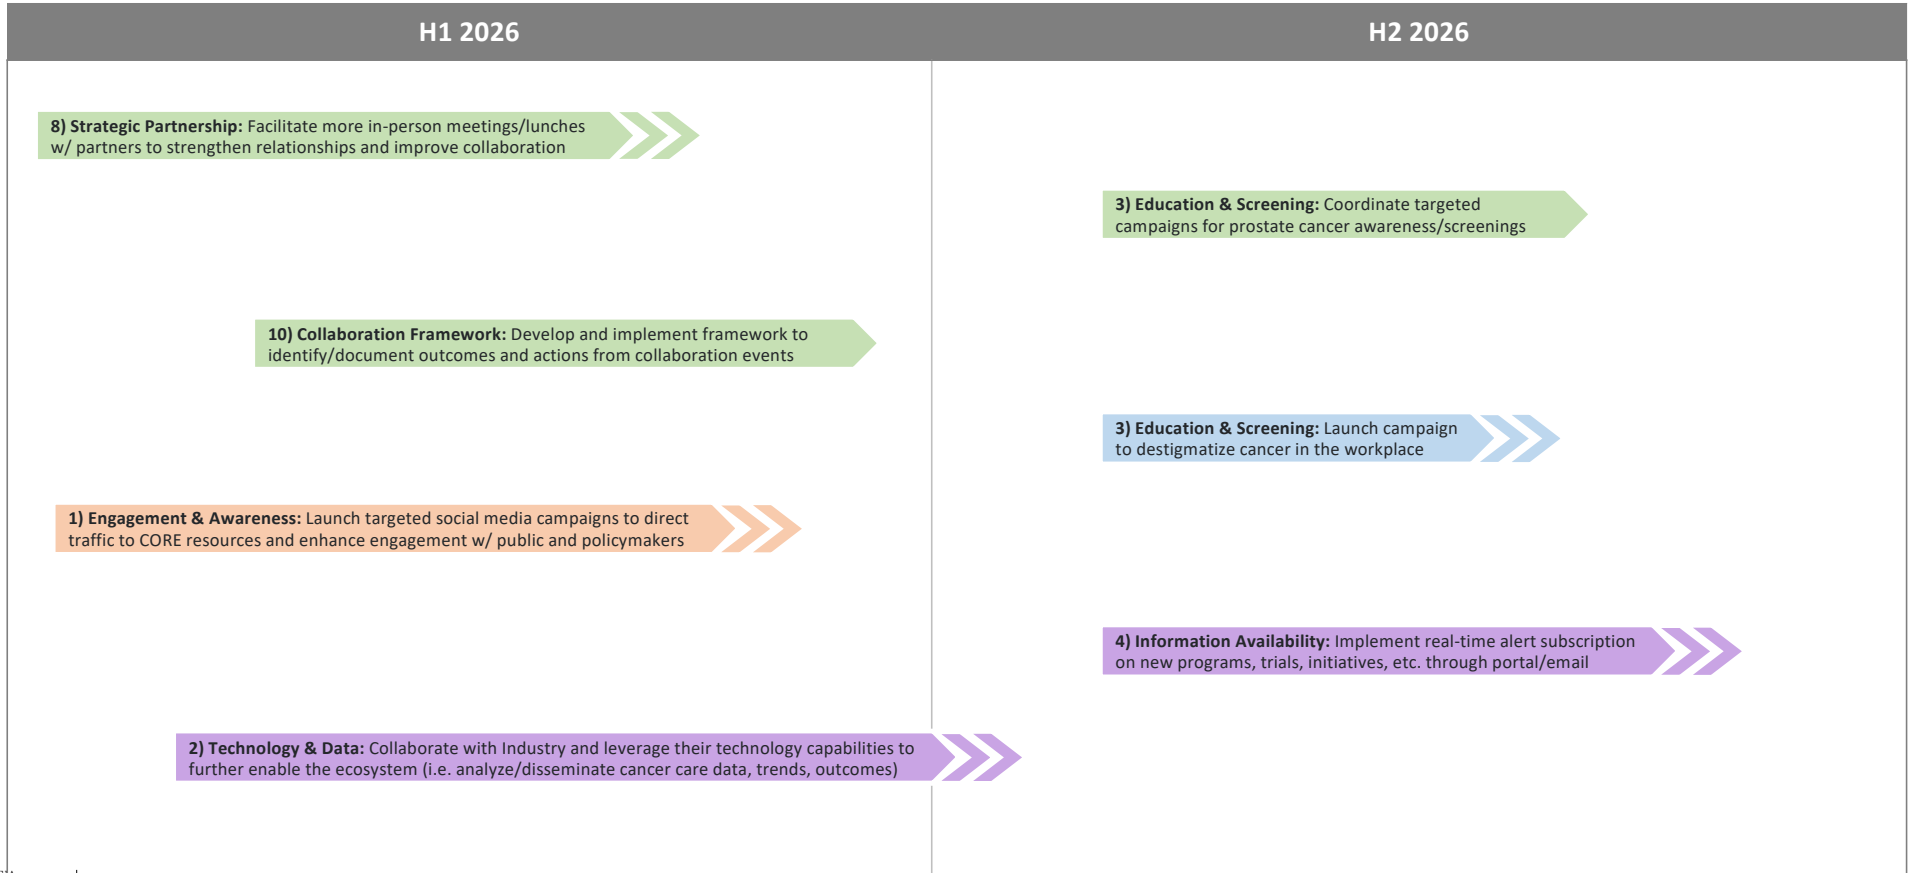 H1 2026
H2 2026
8) Strategic Partnership: Facilitate more in-person meetings/lunches
w/ partners to strengthen relationships and improve collaboration
3) Education & Screening: Coordinate targeted
campaigns for prostate cancer awareness/screenings
10) Collaboration Framework: Develop and implement framework to
identify/document outcomes and actions from collaboration events
3) Education & Screening: Launch campaign
to destigmatize cancer in the workplace
1) Engagement & Awareness: Launch targeted social media campaigns to direct
traffic to CORE resources and enhance engagement w/ public and policymakers
4) Information Availability: Implement real-time alert subscription
on new programs, trials, initiatives, etc. through portal/email
2) Technology & Data: Collaborate with Industry and leverage their technology capabilities to
further enable the ecosystem (i.e. analyze/disseminate cancer care data, trends, outcomes)